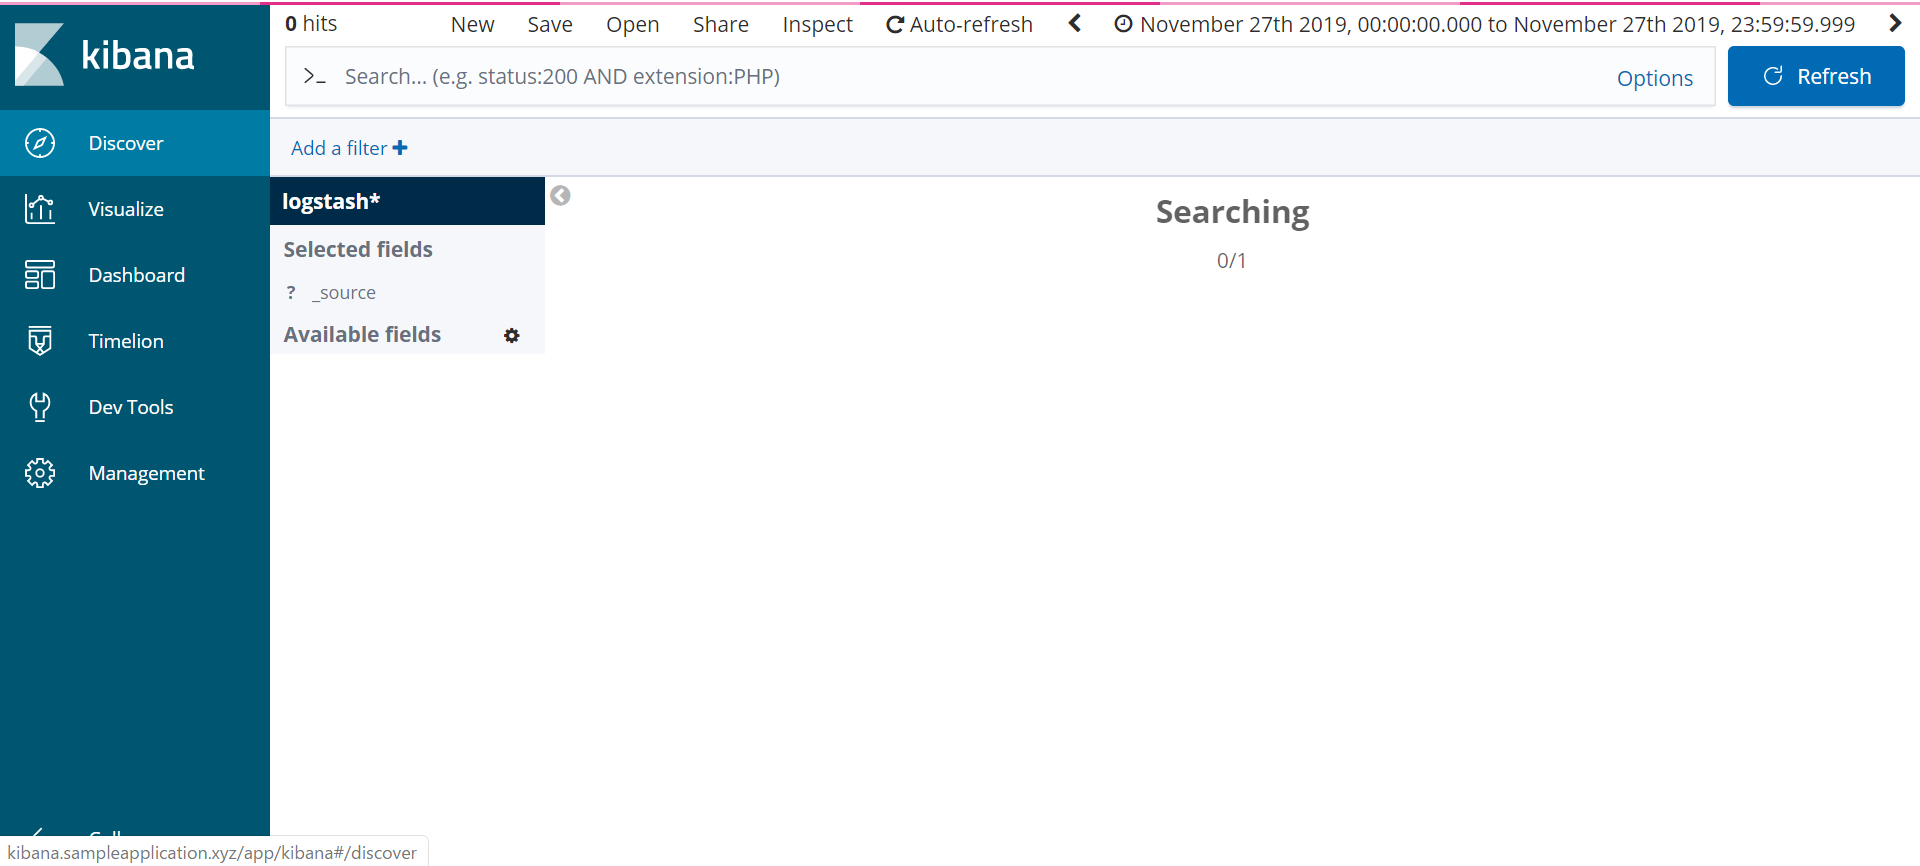 kibana
Discover
Visualize
Dashboard
Timelion
Dev Tools
Management
0 hits
New Save Open Share Inspect Auto-refresh November 27th 2019, 00:00:00.000 to November 27th 2019, 23:59:59.999
>_ Search... (e.g. status:200 AND extension:PHP) Options Refresh
Add a filter
logstash*
Selected fields
? _source
Available fields
Searching
0/1
kibana.sampleapplication.xyz/app/kibana#/discover